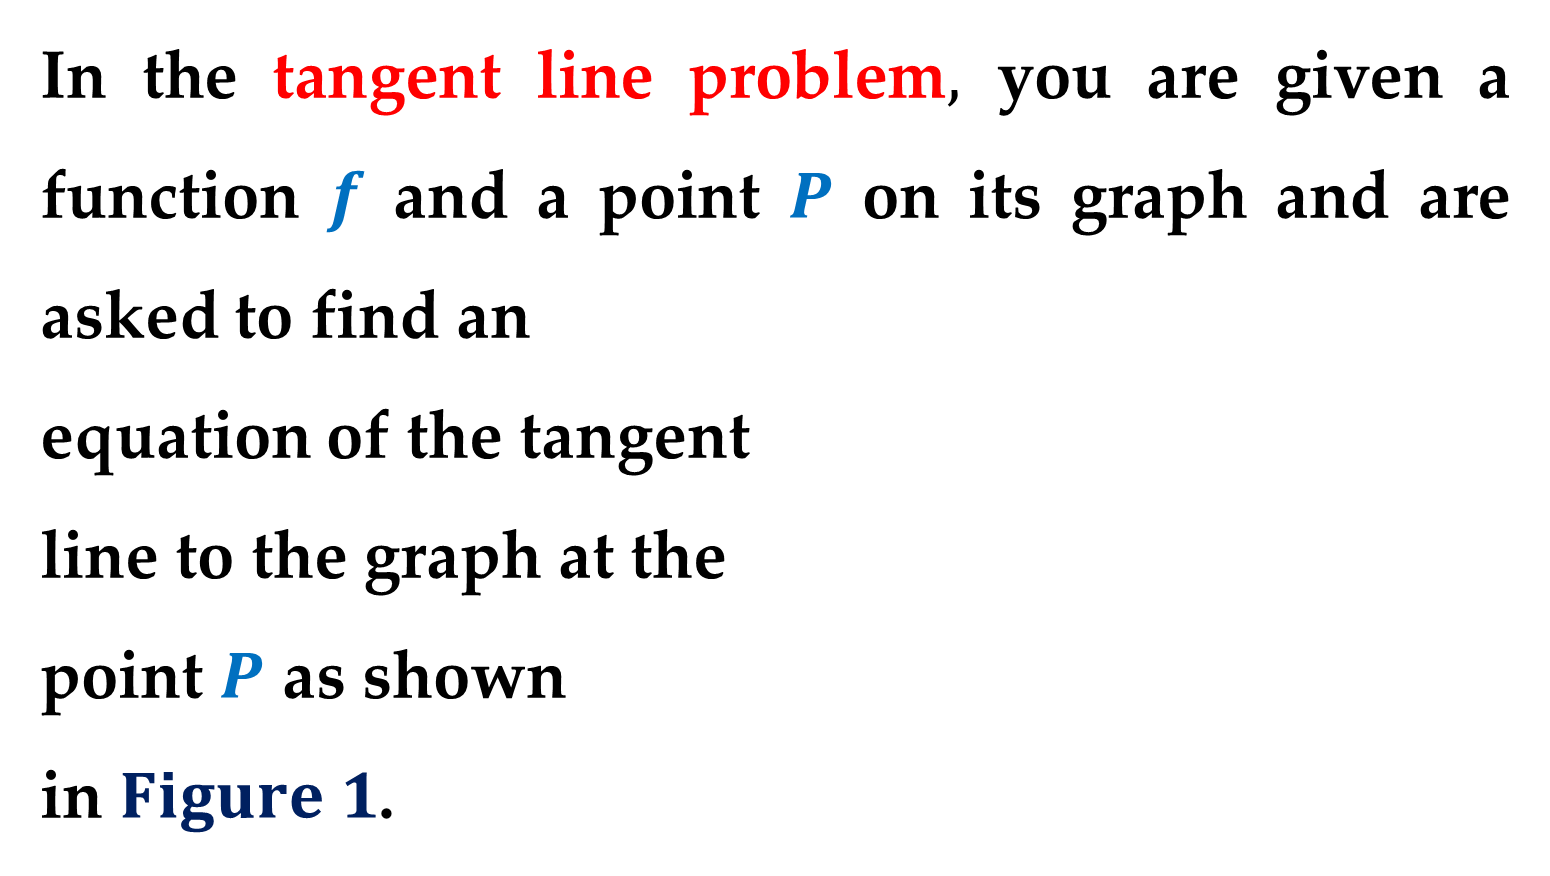 In the tangent line problem, you are given a
function f and a point P on its graph and are
asked to find an
equation of the tangent
line to the graph at the
point P as shown
in Figure 1.